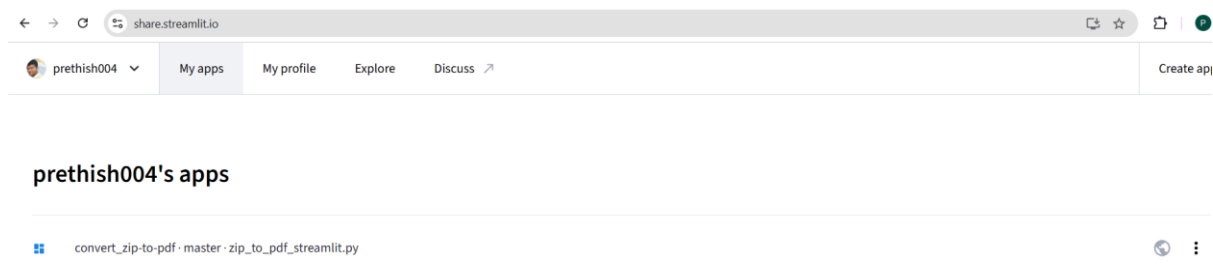 share.streamlit.io
P
prethish004 My apps My profile Explore Discuss Create app
prethish004's apps
convert_zip-to-pdf · master · zip_to_pdf_streamlit.py